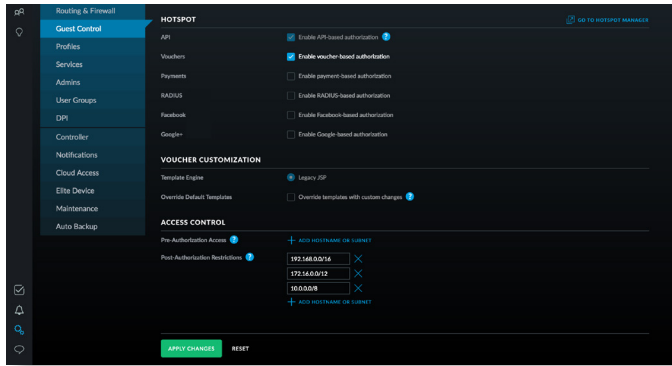 Routing & Firewall
Guest Control
Profiles
Services
Admins
User Groups
DPI
Controller
Notifications
Cloud Access
Elite Device
Maintenance
Auto Backup
HOTSPOT
GO TO HOTSPOT MANAGER
API
Enable API-based authorization ?
Vouchers
Enable voucher-based authorization
Payments
Enable payment-based authorization
RADIUS
Enable RADIUS-based authorization
Facebook
Enable Facebook-based authorization
Google+
Enable Google-based authorization
VOUCHER CUSTOMIZATION
Template Engine
Legacy JSP
Override Default Templates
Override templates with custom changes ?
ACCESS CONTROL
Pre-Authorization Access ?
+ ADD HOSTNAME OR SUBNET
Post-Authorization Restrictions ?
192.168.0.0/16
172.16.0.0/12
10.0.0.0/8
+ ADD HOSTNAME OR SUBNET
APPLY CHANGES
RESET